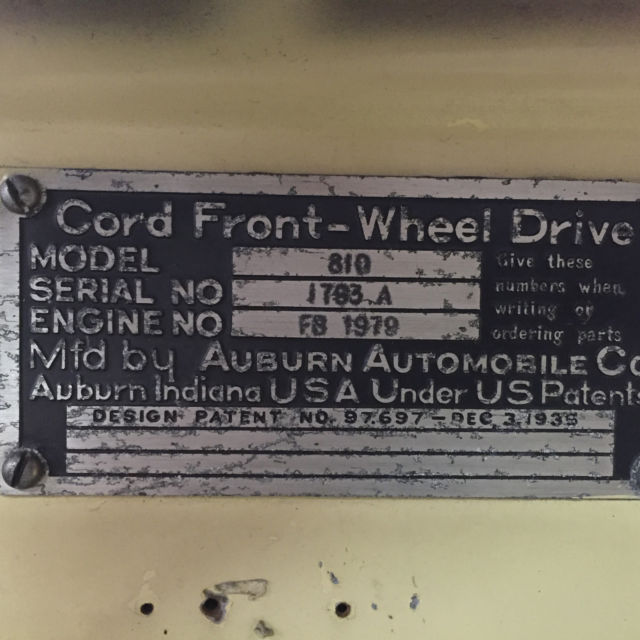 Cord Front-Wheel Drive
MODEL 810
SERIAL NO 1783 A
ENGINE NO FB 1979
Give these
numbers when
writing or
ordering parts
Mfd by AUBURN AUTOMOBILE Co
Auburn Indiana USA Under US Patents
DESIGN PATENT NO. 97,697 - DEC. 3, 1935